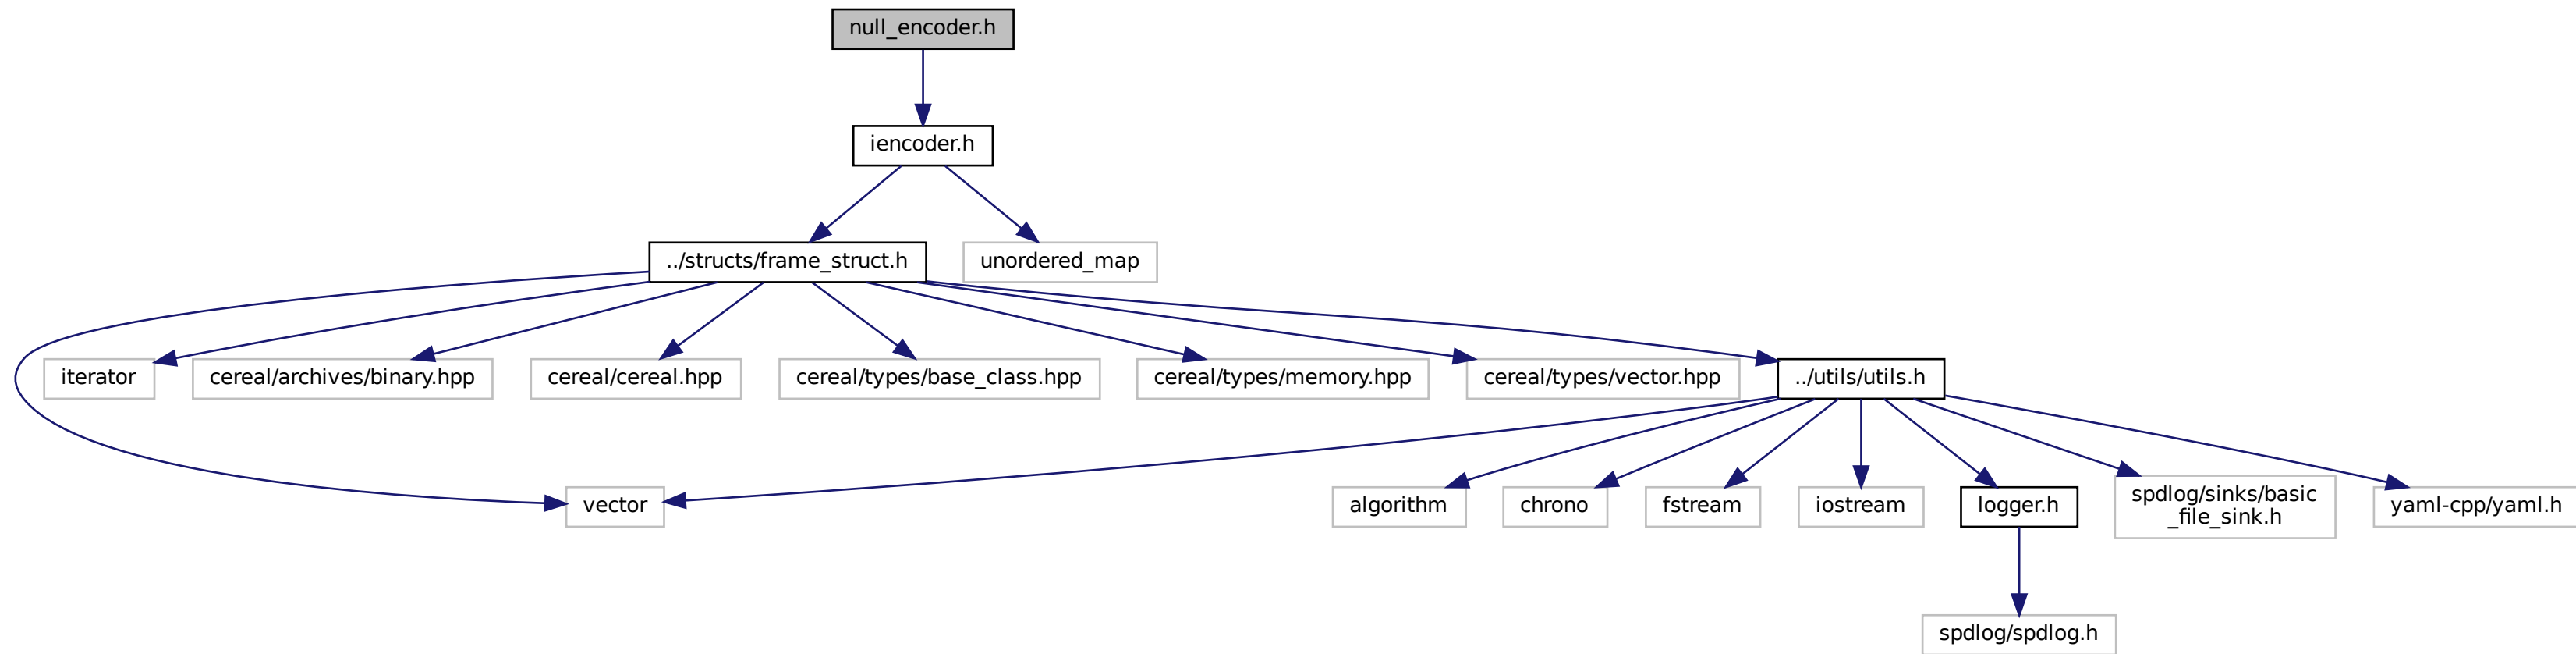 null_encoder.h
iencoder.h
../structs/frame_struct.h
unordered_map
iterator
cereal/archives/binary.hpp
cereal/cereal.hpp
cereal/types/base_class.hpp
cereal/types/memory.hpp
cereal/types/vector.hpp
../utils/utils.h
vector
algorithm
chrono
fstream
iostream
logger.h
spdlog/sinks/basic
_file_sink.h
yaml-cpp/yaml.h
spdlog/spdlog.h